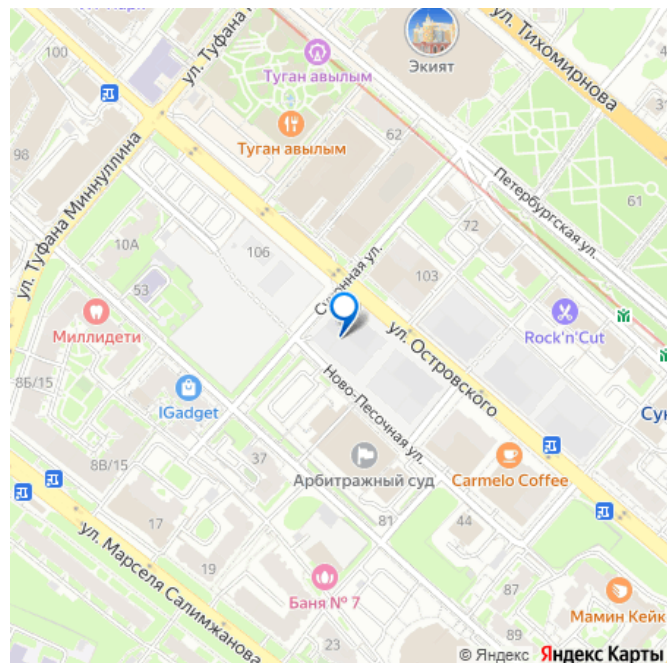 100
ул. Туфана
Туган авылым
Экият
ул. Тихомирнова
Туган авылым
62
98
ул. Туфана Миннуллина
Петербургская ул.
61
72
10А
106
103
53
Суконная ул.
Миллидети
ул. Островского
Rock'n'Cut
8Б/15
IGadget
Ново-Песочная ул.
37
8В/15
Арбитражный суд
Carmelo Coffee
17
81
44
ул. Марселя Салимжанова
19
Баня № 7
87
Мамин Кейк
23
89
© Яндекс Яндекс Карты